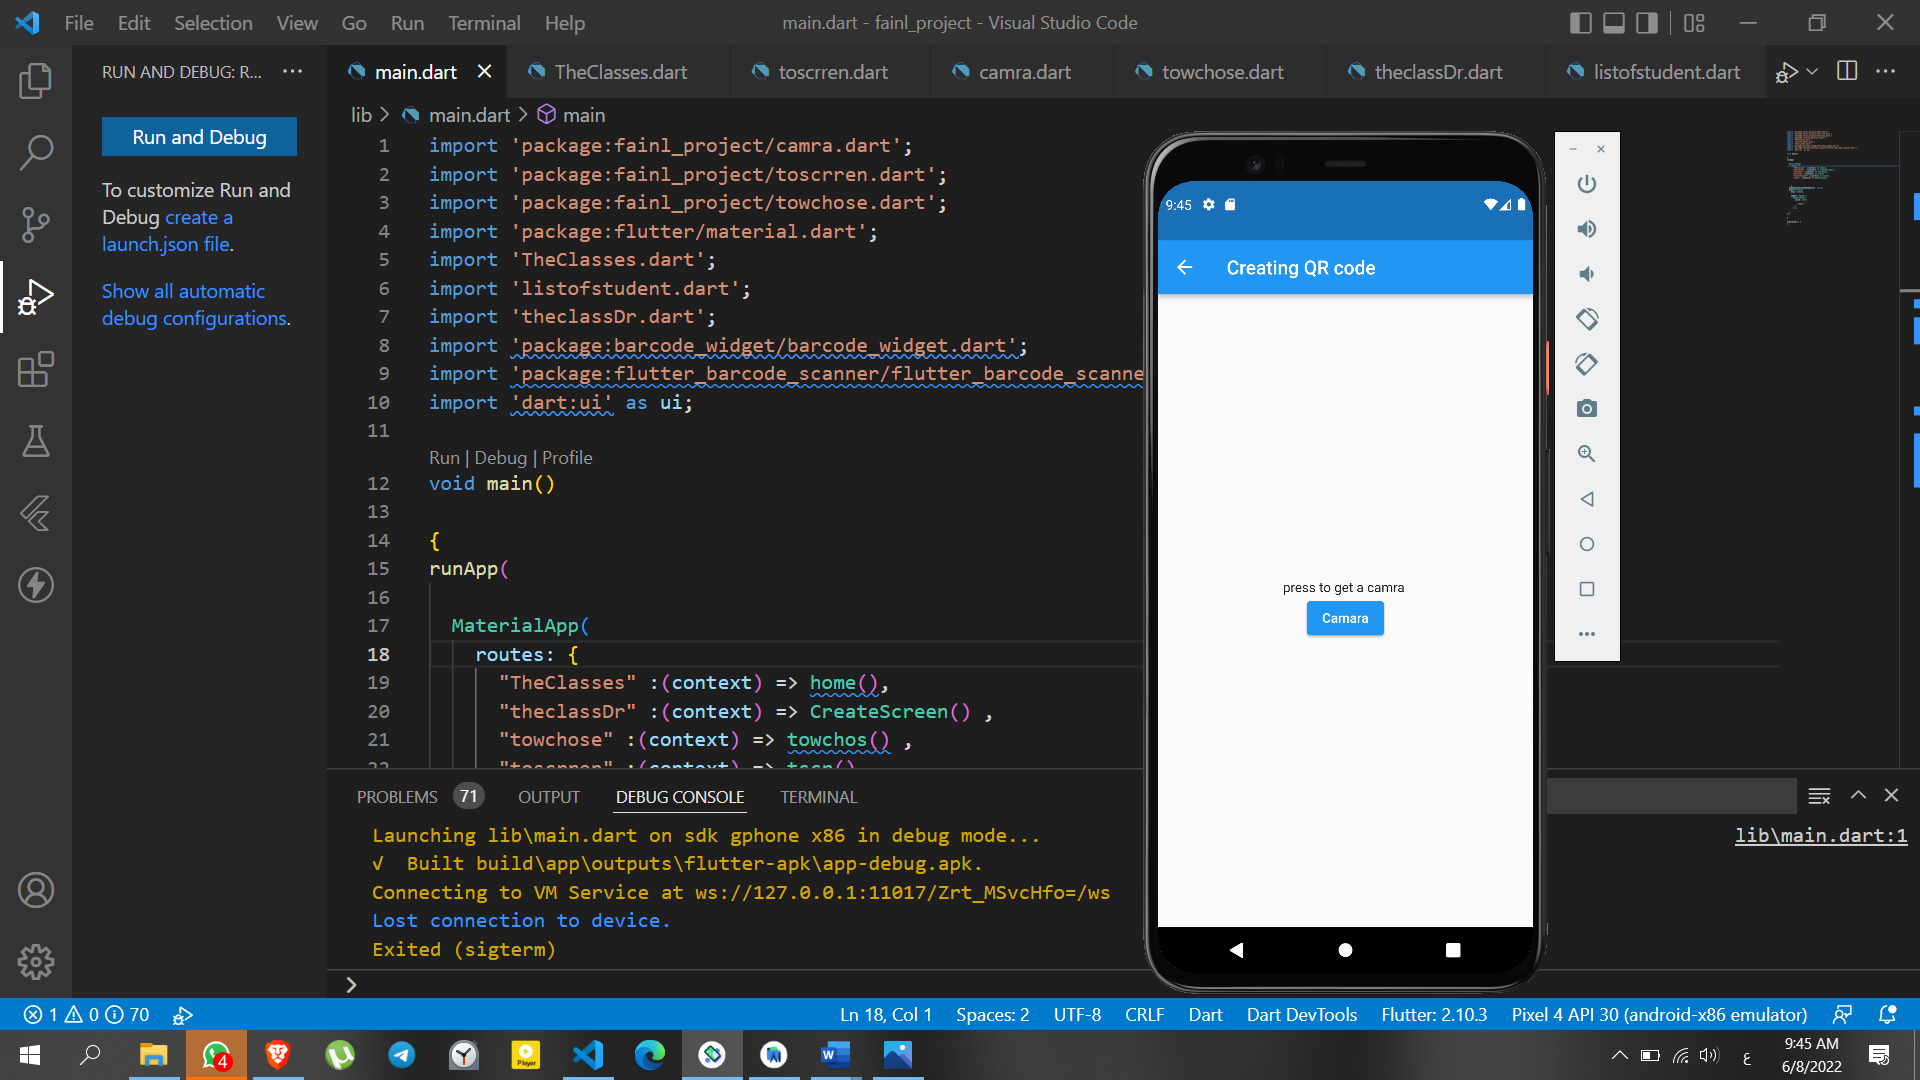 File Edit Selection View Go Run Terminal Help
main.dart - fainl_project - Visual Studio Code
RUN AND DEBUG: R... ...
main.dart TheClasses.dart toscrren.dart camra.dart towchose.dart theclassDr.dart listofstudent.dart
Run and Debug
To customize Run and
Debug create a
launch.json file.
Show all automatic
debug configurations.
lib > main.dart > main
1 import 'package:fainl_project/camra.dart';
2 import 'package:fainl_project/toscrren.dart';
3 import 'package:fainl_project/towchose.dart';
4 import 'package:flutter/material.dart';
5 import 'TheClasses.dart';
6 import 'listofstudent.dart';
7 import 'theclassDr.dart';
8 import 'package:barcode_widget/barcode_widget.dart';
9 import 'package:flutter_barcode_scanner/flutter_barcode_scanne
10 import 'dart:ui' as ui;
11
Run | Debug | Profile
12 void main()
13
14 {
15 runApp(
16
17 MaterialApp(
18 routes: {
19 "TheClasses" :(context) => home(),
20 "theclassDr" :(context) => CreateScreen() ,
21 "towchose" :(context) => towchos() ,
22 "toscrren" :(context) => tscr()
9:45
Creating QR code
press to get a camra
Camara
PROBLEMS 71 OUTPUT DEBUG CONSOLE TERMINAL
Launching lib\main.dart on sdk gphone x86 in debug mode...
lib\main.dart:1
√ Built build\app\outputs\flutter-apk\app-debug.apk.
Connecting to VM Service at ws://127.0.0.1:11017/Zrt_MSvcHfo=/ws
Lost connection to device.
Exited (sigterm)
1 0 70
Ln 18, Col 1 Spaces: 2 UTF-8 CRLF Dart Dart DevTools Flutter: 2.10.3 Pixel 4 API 30 (android-x86 emulator)
4
Player
W
ع
9:45 AM
6/8/2022